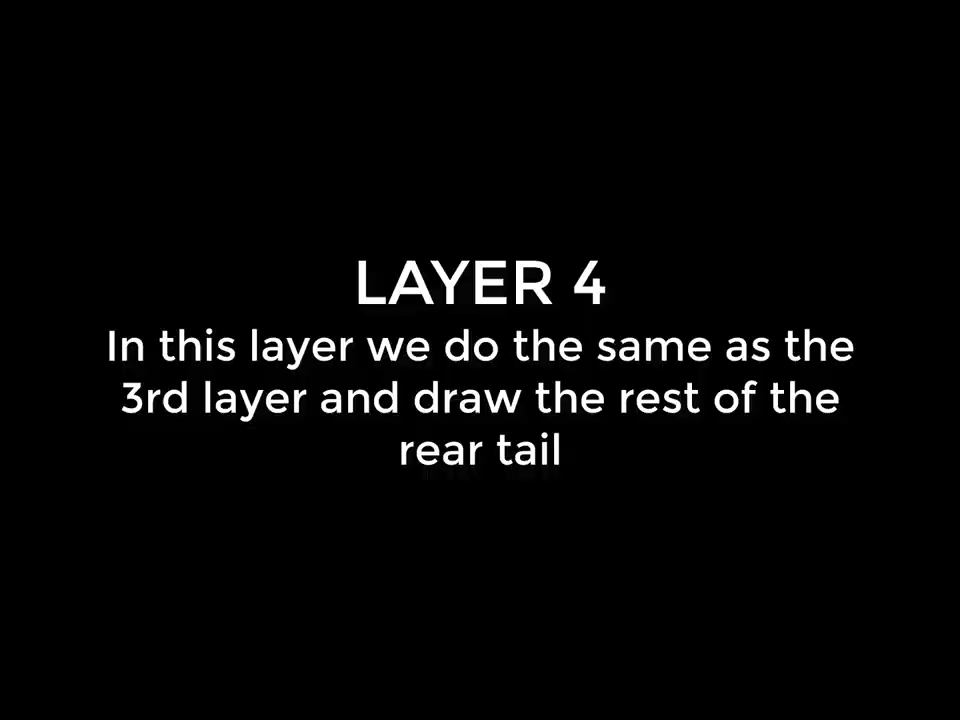 LAYER 4
In this layer we do the same as the
3rd layer and draw the rest of the
rear tail